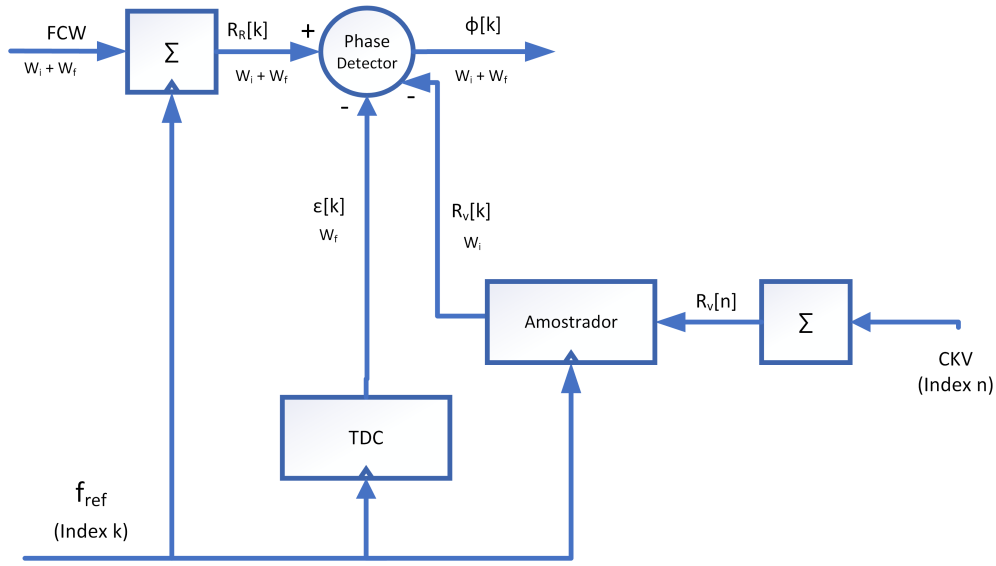 FCW
Wi + Wf
Σ
RR[k]
Wi + Wf
+
Phase
Detector
-
-
ϕ[k]
Wi + Wf
ε[k]
Wf
Rv[k]
Wi
Amostrador
Rv[n]
Σ
CKV
(Index n)
TDC
fref
(Index k)